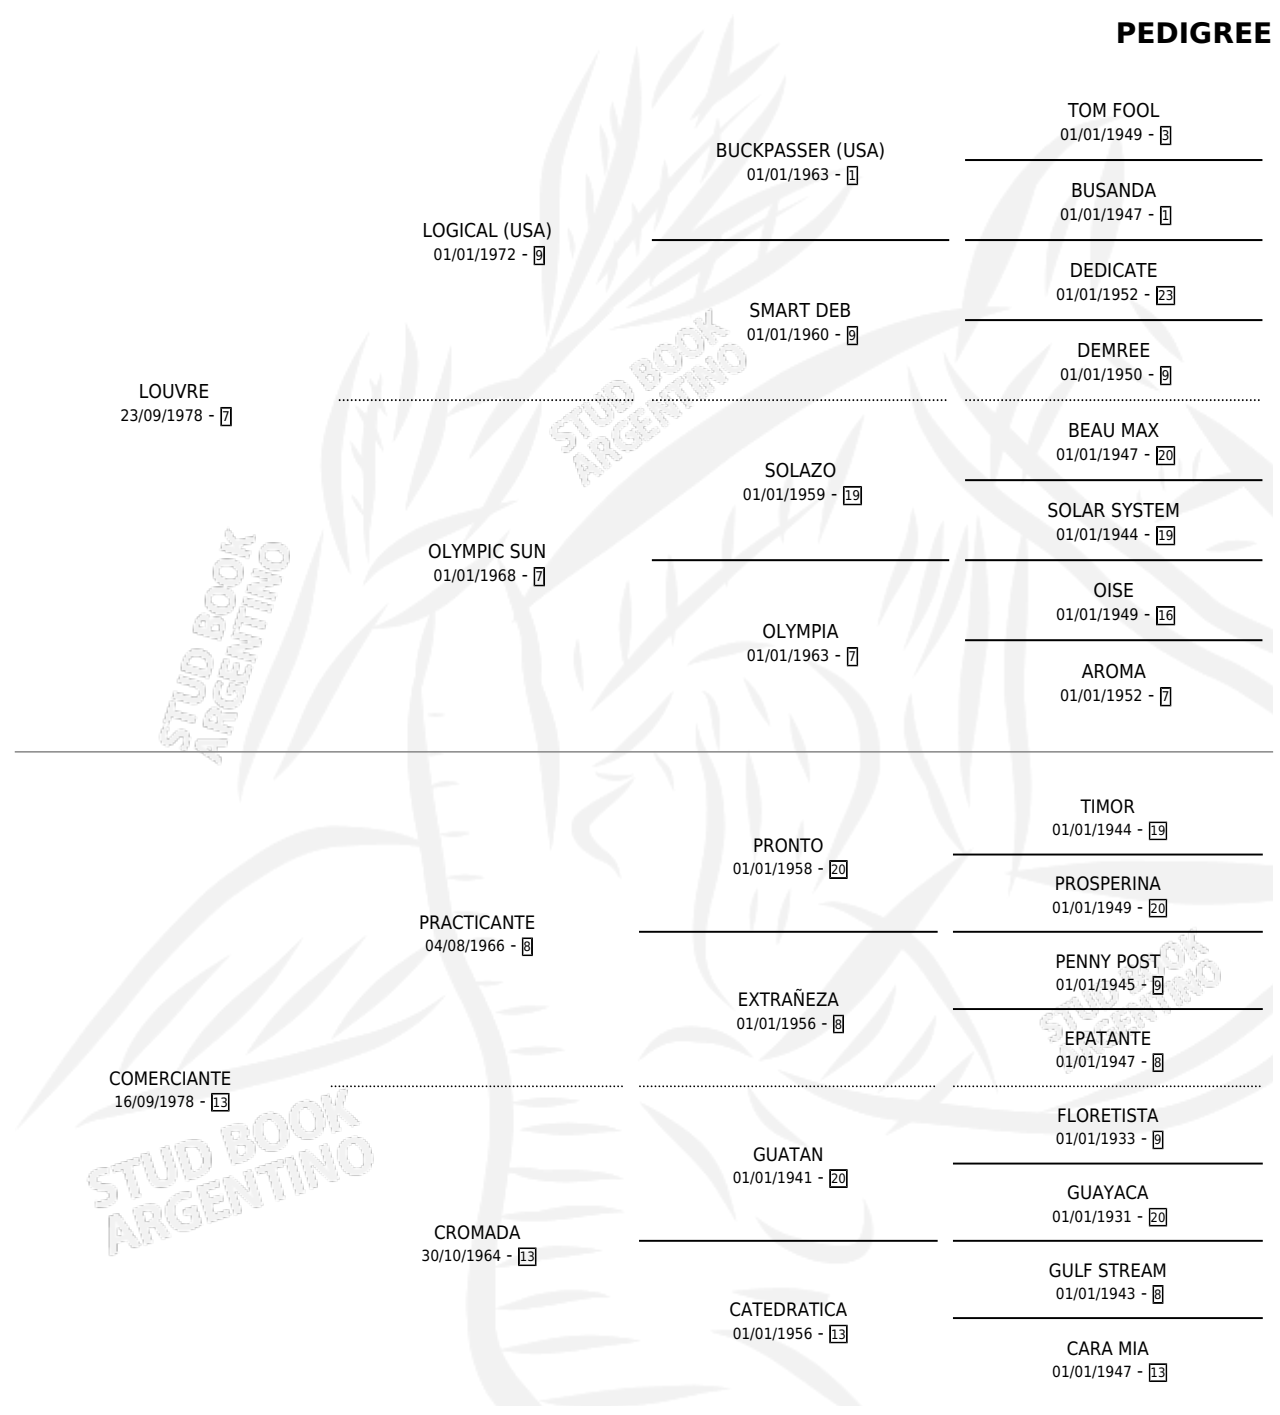 PEDIGREE
TOM FOOL
01/01/1949 - 3
BUCKPASSER (USA)
01/01/1963 - 1
BUSANDA
01/01/1947 - 1
LOGICAL (USA)
01/01/1972 - 9
DEDICATE
01/01/1952 - 23
SMART DEB
01/01/1960 - 9
DEMREE
01/01/1950 - 9
LOUVRE
23/09/1978 - 7
BEAU MAX
01/01/1947 - 20
SOLAZO
01/01/1959 - 19
SOLAR SYSTEM
01/01/1944 - 19
OLYMPIC SUN
01/01/1968 - 7
OISE
01/01/1949 - 16
OLYMPIA
01/01/1963 - 7
AROMA
01/01/1952 - 7
TIMOR
01/01/1944 - 19
PRONTO
01/01/1958 - 20
PROSPERINA
01/01/1949 - 20
PRACTICANTE
04/08/1966 - 8
PENNY POST
01/01/1945 - 9
EXTRAÑEZA
01/01/1956 - 8
EPATANTE
01/01/1947 - 8
COMERCIANTE
16/09/1978 - 13
FLORETISTA
01/01/1933 - 9
GUATAN
01/01/1941 - 20
GUAYACA
01/01/1931 - 20
CROMADA
30/10/1964 - 13
GULF STREAM
01/01/1943 - 8
CATEDRATICA
01/01/1956 - 13
CARA MIA
01/01/1947 - 13
STUD BOOK
ARGENTINO
STUD BOOK
ARGENTINO
STUD BOOK
ARGENTINO
STUD BOOK
ARGENTINO